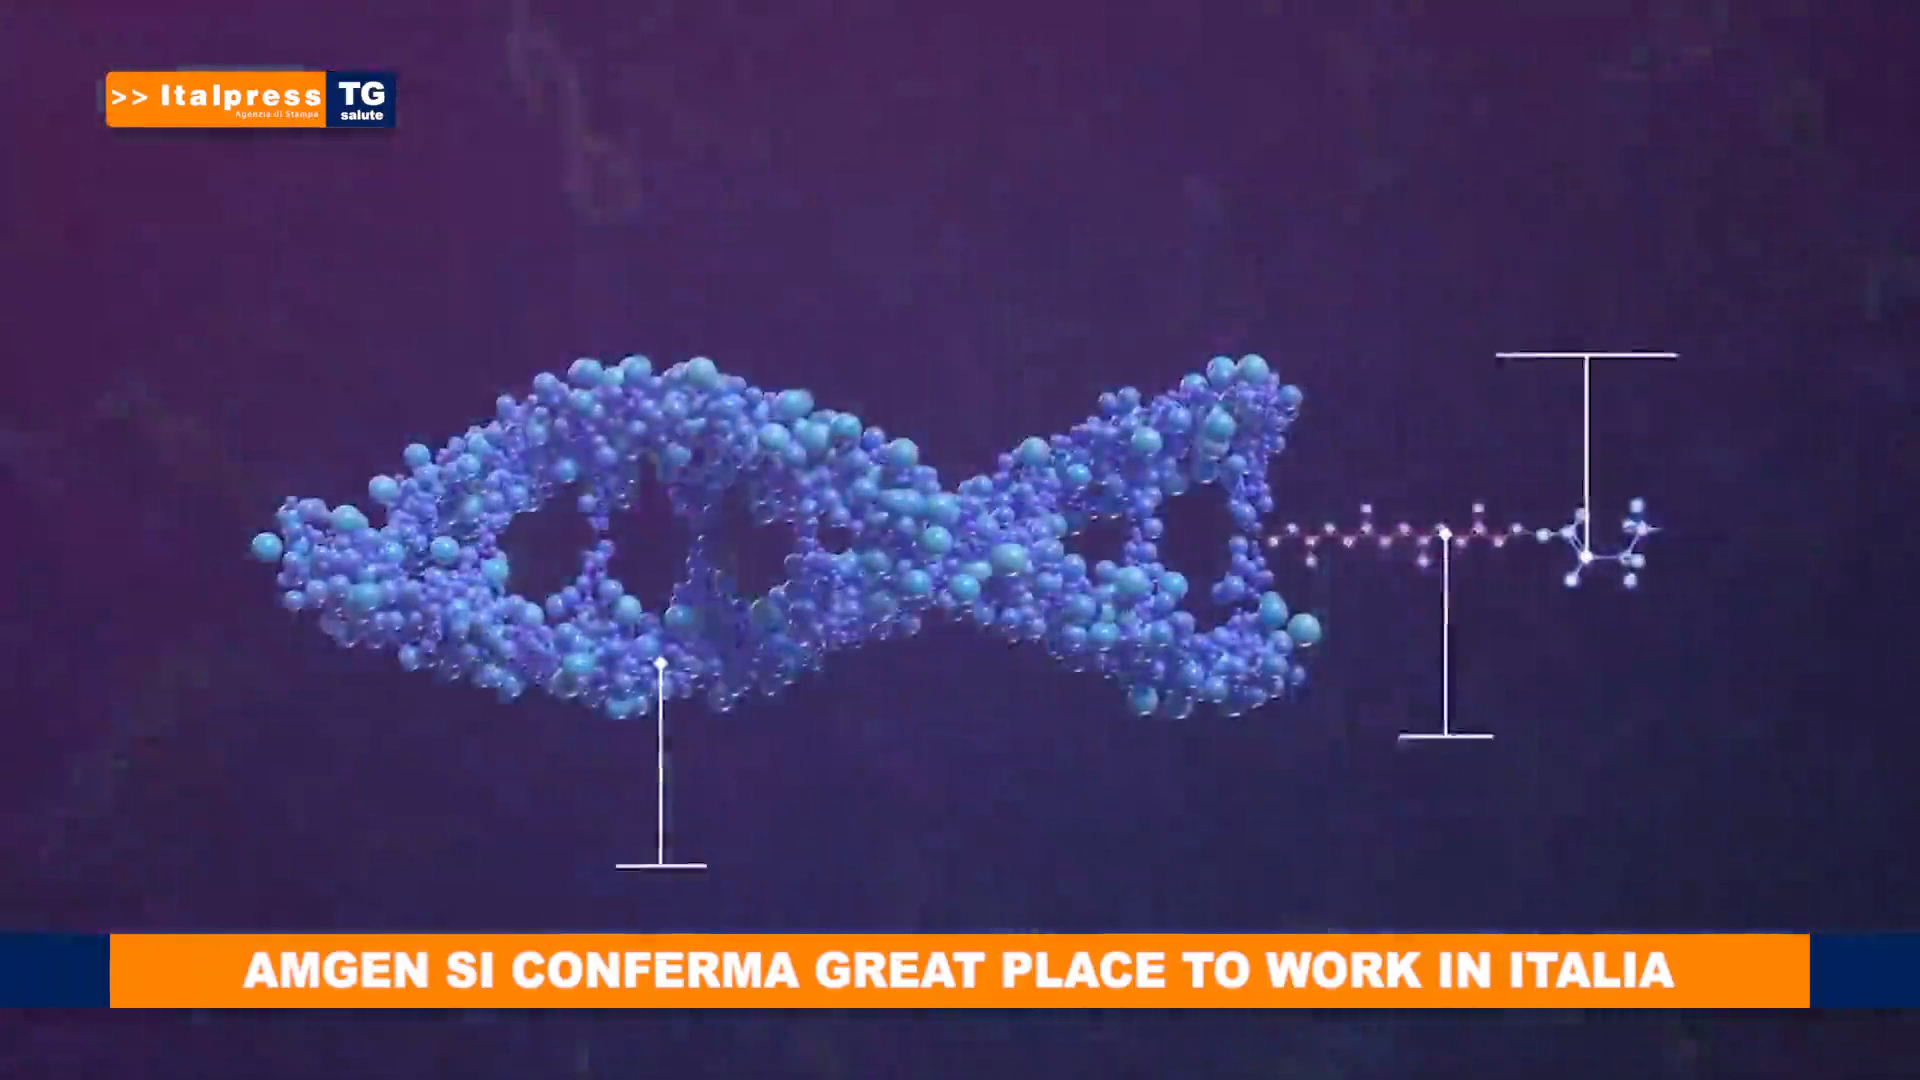 >> Italpress
Agenzia di Stampa
TG
salute
AMGEN SI CONFERMA GREAT PLACE TO WORK IN ITALIA